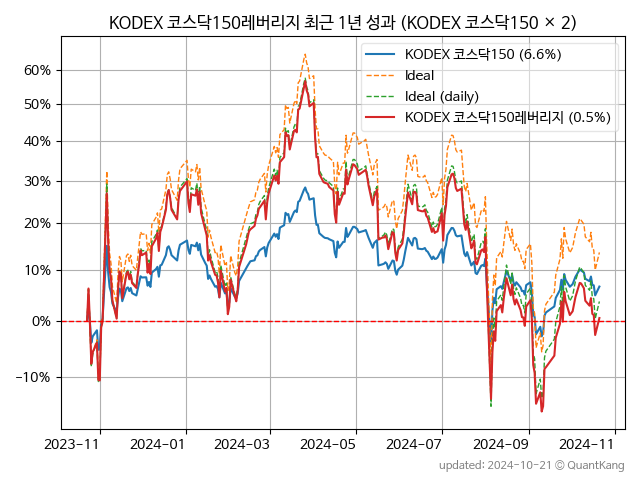 KODEX 코스닥150레버리지 최근 1년 성과 (KODEX 코스닥150 × 2)
KODEX 코스닥150 (6.6%)
Ideal
Ideal (daily)
KODEX 코스닥150레버리지 (0.5%)
60%
50%
40%
30%
20%
10%
0%
−10%
2023-11
2024-01
2024-03
2024-05
2024-07
2024-09
2024-11
updated: 2024-10-21 © QuantKang